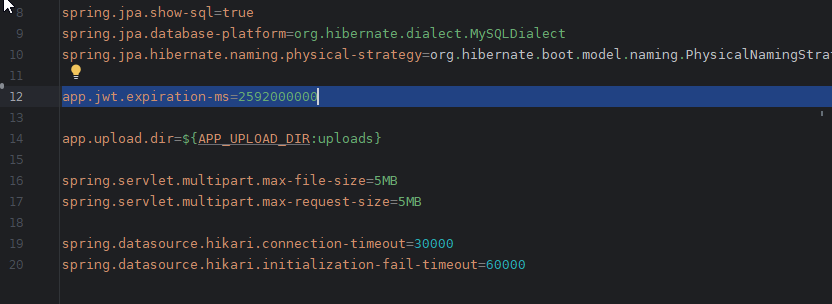 8 spring.jpa.show-sql=true
9 spring.jpa.database-platform=org.hibernate.dialect.MySQLDialect
10 spring.jpa.hibernate.naming.physical-strategy=org.hibernate.boot.model.naming.PhysicalNamingStrat
11
12 app.jwt.expiration-ms=2592000000
13
14 app.upload.dir=${APP_UPLOAD_DIR:uploads}
15
16 spring.servlet.multipart.max-file-size=5MB
17 spring.servlet.multipart.max-request-size=5MB
18
19 spring.datasource.hikari.connection-timeout=30000
20 spring.datasource.hikari.initialization-fail-timeout=60000